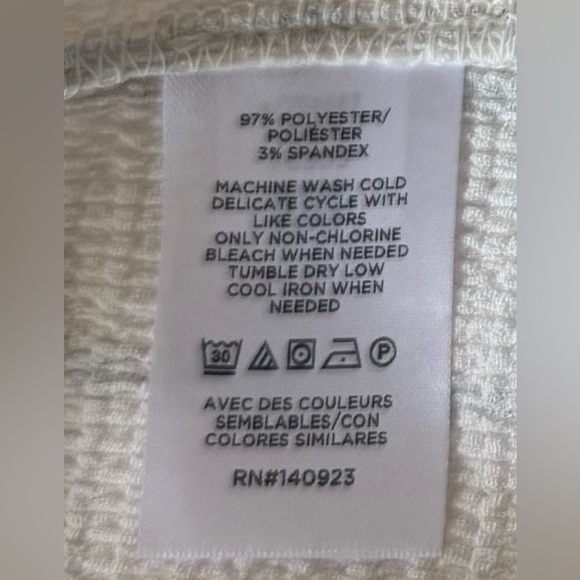 97% POLYESTER/
POLIÉSTER
3% SPANDEX
MACHINE WASH COLD
DELICATE CYCLE WITH
LIKE COLORS
ONLY NON-CHLORINE
BLEACH WHEN NEEDED
TUMBLE DRY LOW
COOL IRON WHEN
NEEDED
30 P
AVEC DES COULEURS
SEMBLABLES/CON
COLORES SIMILARES
RN#140923